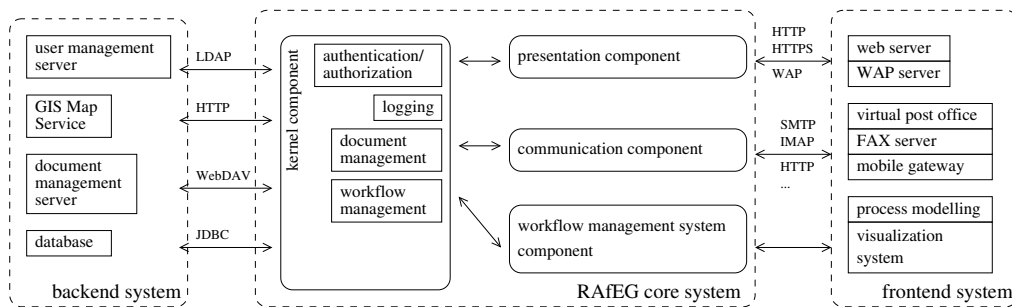 user management
server
GIS Map
Service
document
management
server
database
backend system
LDAP
HTTP
WebDAV
JDBC
kernel component
authentication/
authorization
logging
document
management
workflow
management
presentation component
communication component
workflow management system
component
RAfEG core system
HTTP
HTTPS
WAP
SMTP
IMAP
HTTP
...
web server
WAP server
virtual post office
FAX server
mobile gateway
process modelling
visualization
system
frontend system